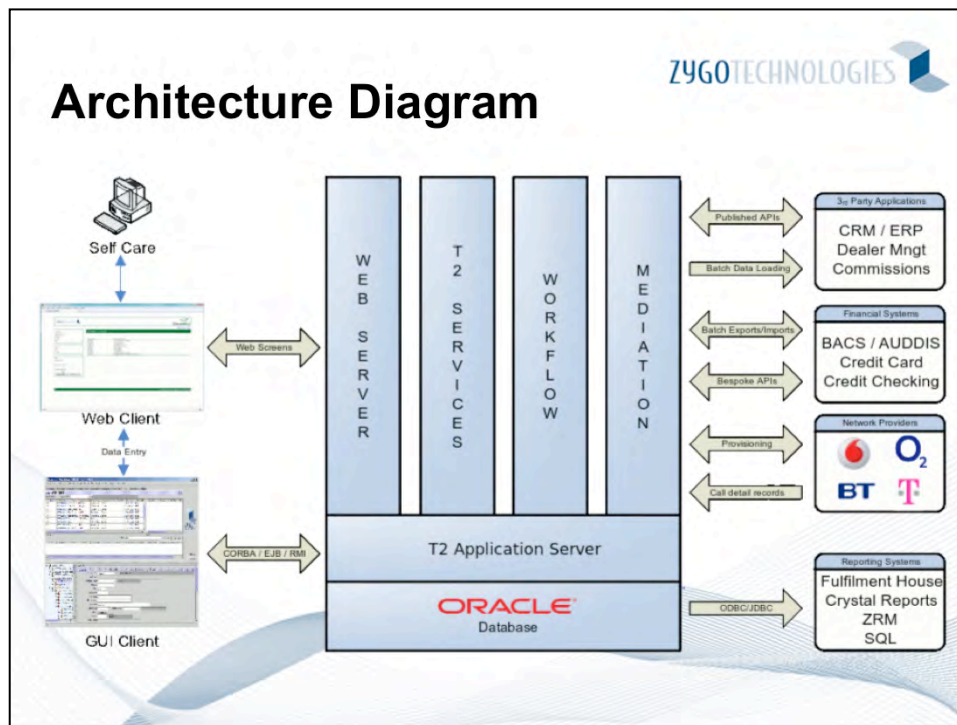 ZYGOTECHNOLOGIES
Architecture Diagram
Self Care
Web Client
Data Entry
GUI Client
Web Screens
CORBA / EJB / RMI
WEB SERVER
T2 SERVICES
WORKFLOW
MEDIATION
T2 Application Server
ORACLE
Database
Published APIs
Batch Data Loading
Batch Exports/Imports
Bespoke APIs
Provisioning
Call detail records
ODBC/JDBC
3rd Party Applications
CRM / ERP
Dealer Mngt
Commissions
Financial Systems
BACS / AUDDIS
Credit Card
Credit Checking
Network Providers
O2
BT
T
Reporting Systems
Fulfilment House
Crystal Reports
ZRM
SQL